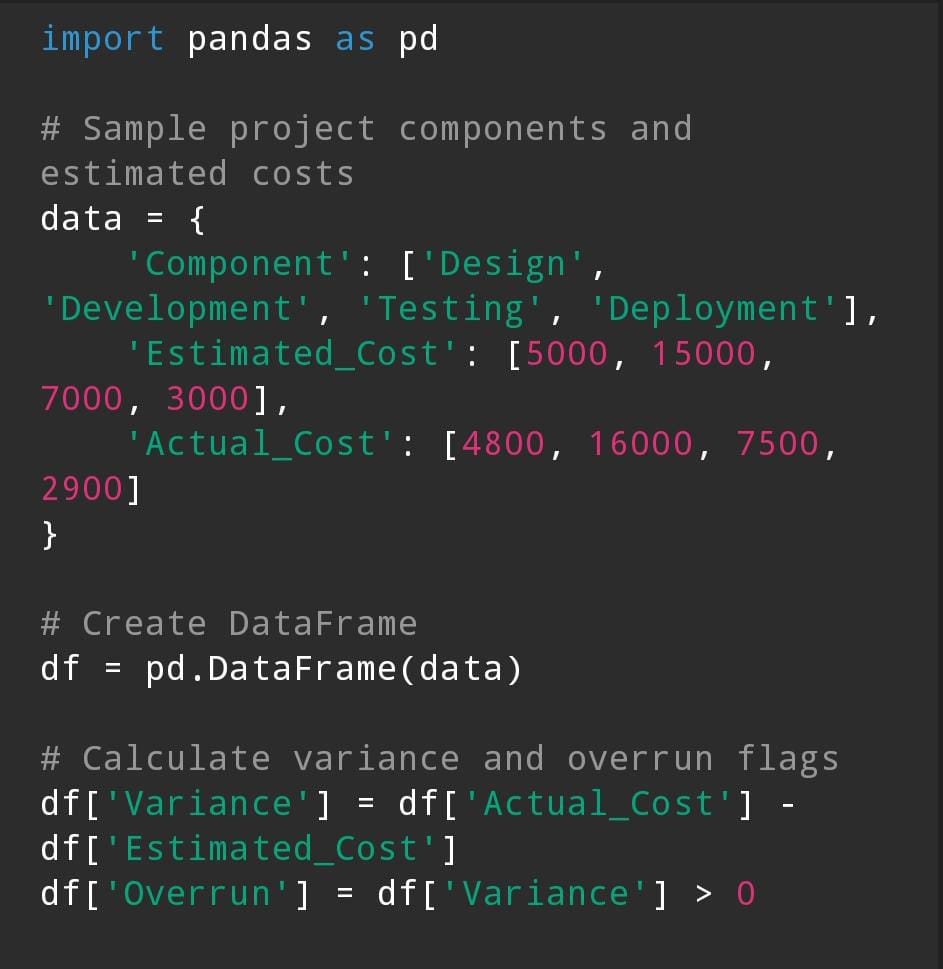 import pandas as pd
# Sample project components and
estimated costs
data = {
    'Component': ['Design',
'Development', 'Testing', 'Deployment'],
    'Estimated_Cost': [5000, 15000,
7000, 3000],
    'Actual_Cost': [4800, 16000, 7500,
2900]
}
# Create DataFrame
df = pd.DataFrame(data)
# Calculate variance and overrun flags
df['Variance'] = df['Actual_Cost'] -
df['Estimated_Cost']
df['Overrun'] = df['Variance'] > 0